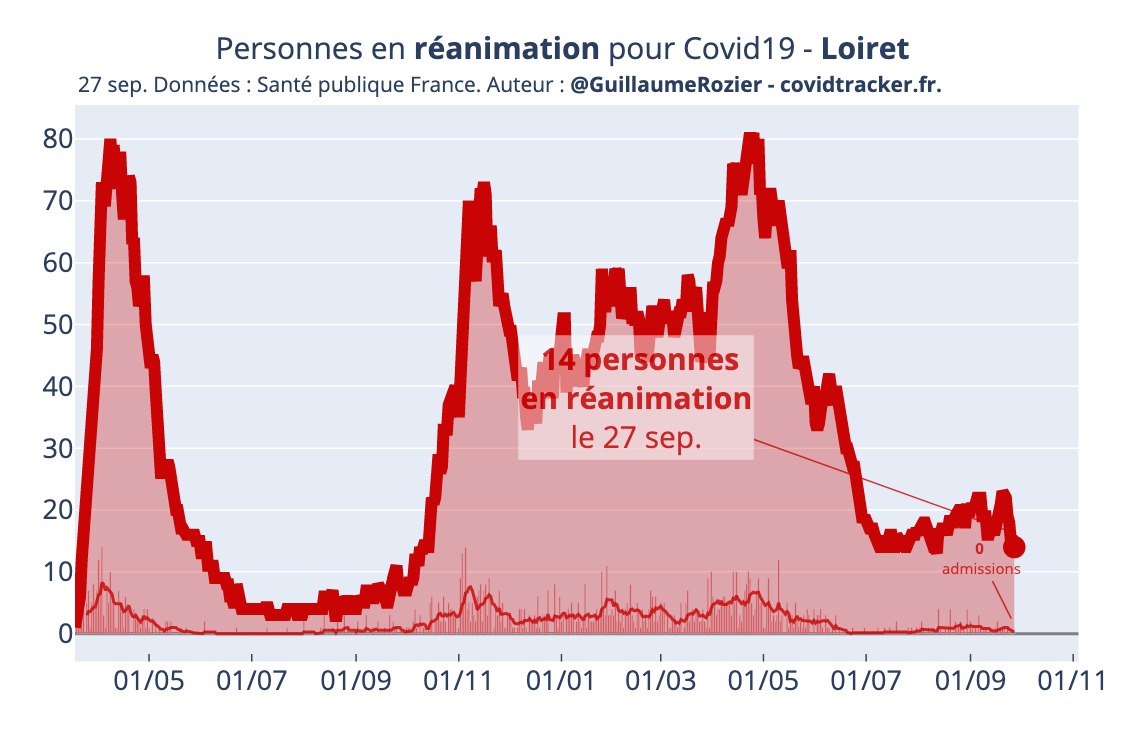 Personnes en réanimation pour Covid19 - Loiret
27 sep. Données : Santé publique France. Auteur : @GuillaumeRozier - covidtracker.fr.
80
70
60
50
40
30
20
10
0
14 personnes
en réanimation
le 27 sep.
0
admissions
01/05 01/07 01/09 01/11 01/01 01/03 01/05 01/07 01/09 01/11